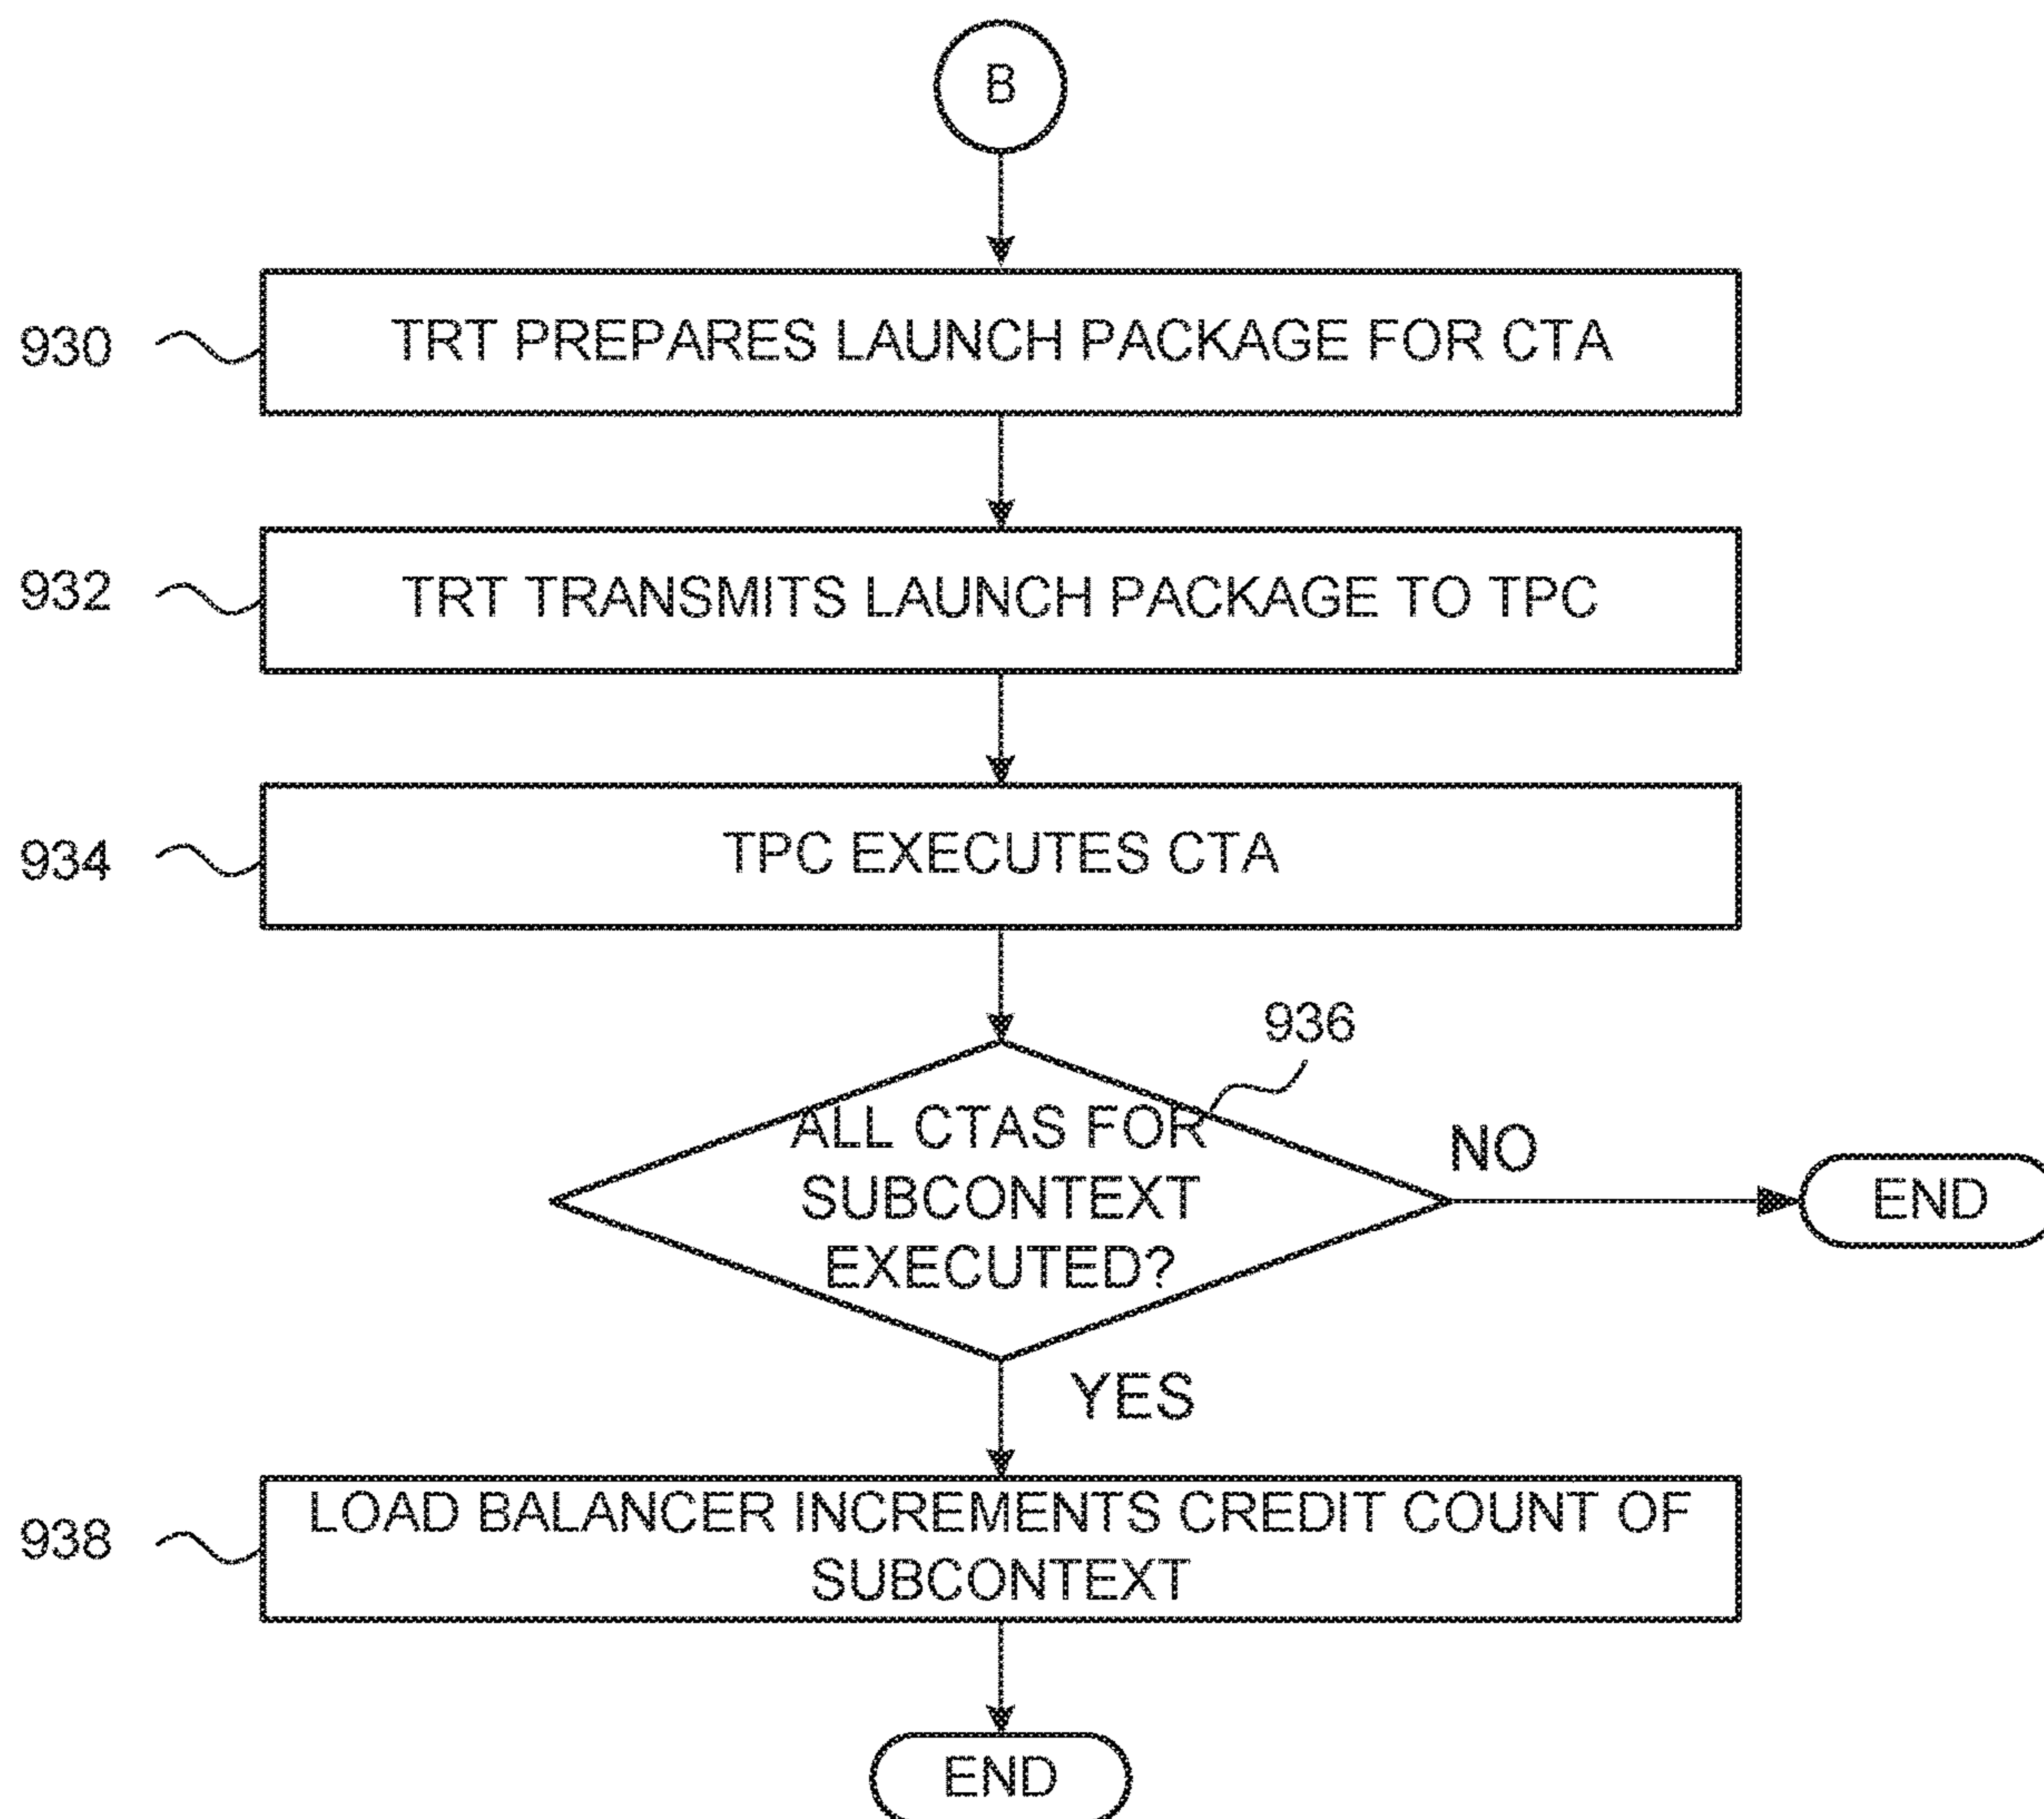 B
930
TRT PREPARES LAUNCH PACKAGE FOR CTA
932
TRT TRANSMITS LAUNCH PACKAGE TO TPC
934
TPC EXECUTES CTA
936
ALL CTAS FOR
SUBCONTEXT
EXECUTED?
NO
END
YES
938
LOAD BALANCER INCREMENTS CREDIT COUNT OF
SUBCONTEXT
END